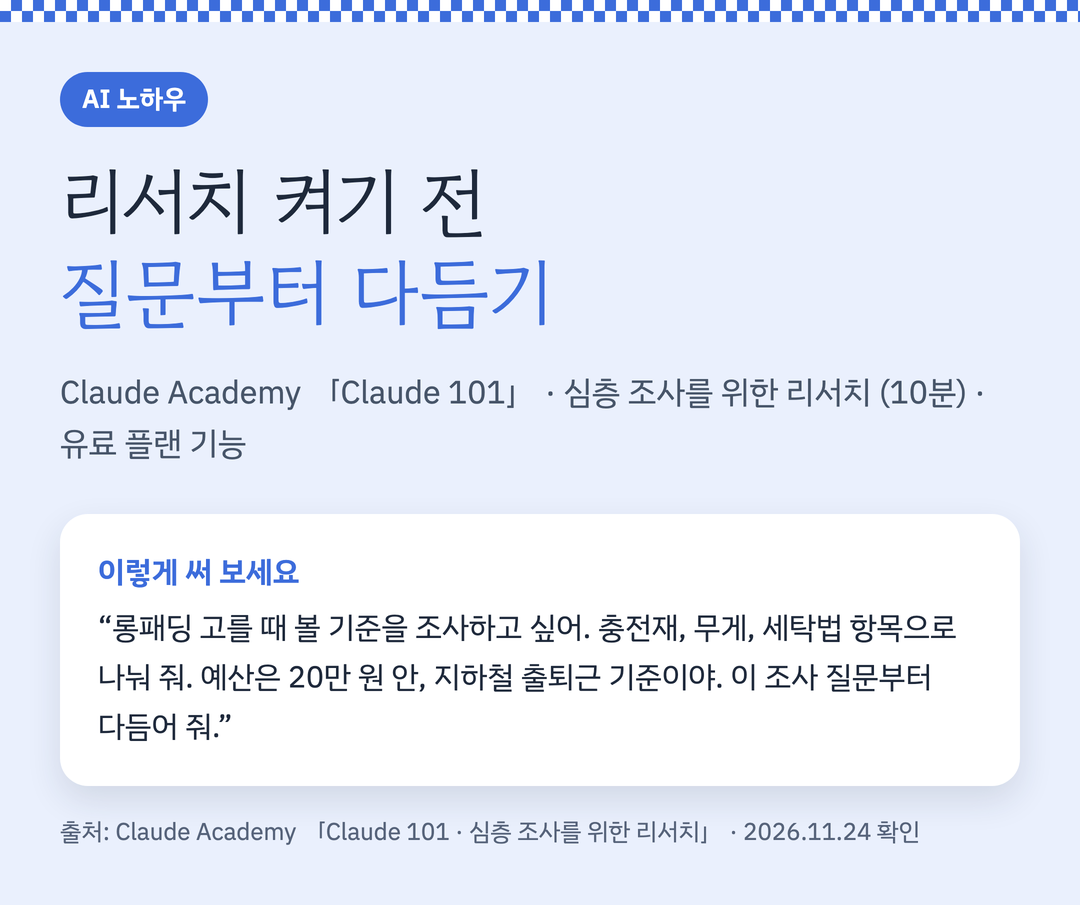 AI 노하우
리서치 켜기 전
질문부터 다듬기
Claude Academy 「Claude 101」 · 심층 조사를 위한 리서치 (10분) ·
유료 플랜 기능
이렇게 써 보세요
“롱패딩 고를 때 볼 기준을 조사하고 싶어. 충전재, 무게, 세탁법 항목으로
나눠 줘. 예산은 20만 원 안, 지하철 출퇴근 기준이야. 이 조사 질문부터
다듬어 줘.”
출처: Claude Academy 「Claude 101 · 심층 조사를 위한 리서치」 · 2026.11.24 확인